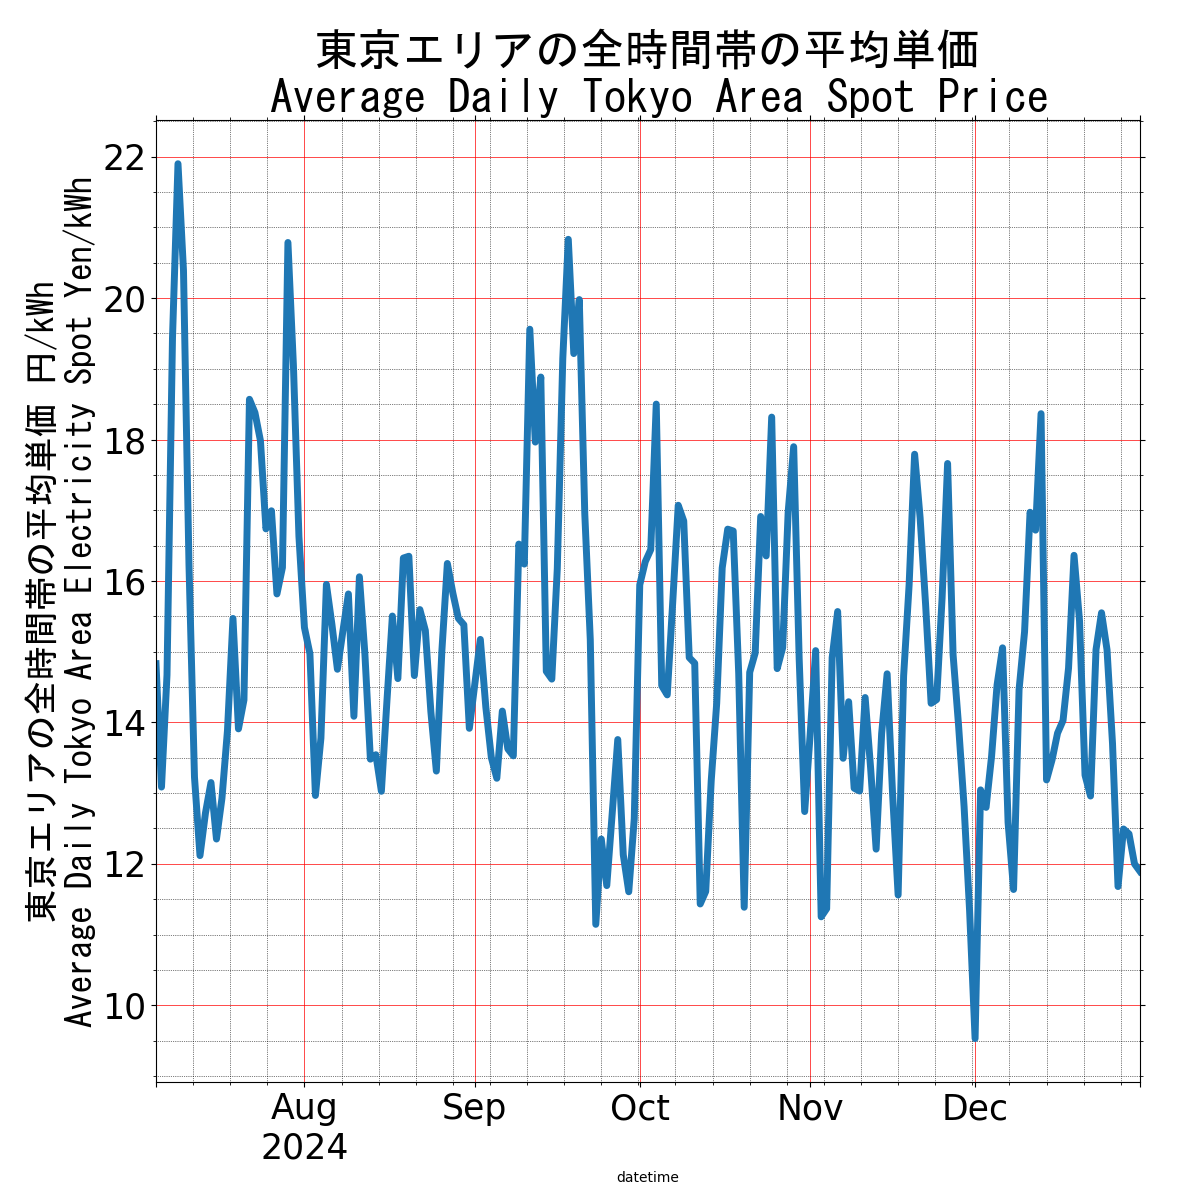 東京エリアの全時間帯の平均単価
Average Daily Tokyo Area Spot Price
東京エリアの全時間帯の平均単価 円/kWh
Average Daily Tokyo Area Electricity Spot Yen/kWh
22
20
18
16
14
12
10
Aug
2024
Sep
Oct
Nov
Dec
datetime